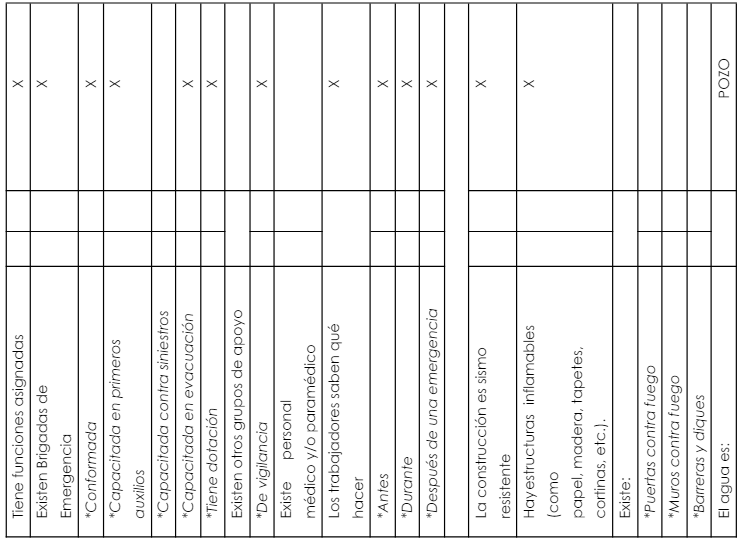 Tiene funciones asignadas X
Existen Brigadas de X
Emergencia
*Conformada X
*Capacitada en primeros X
auxilios
*Capacitada contra siniestros
*Capacitada en evacuación X
*Tiene dotación X
Existen otros grupos de apoyo
*De vigilancia X
Existe personal
médico y/o paramédico
Los trabajadores saben qué X
hacer
*Antes X
*Durante X
*Después de una emergencia X
La construcción es sismo X
resistente
Hay estructuras inflamables X
(como
papel, madera, tapetes,
cortinas, etc.).
Existe:
*Puertas contra fuego
*Muros contra fuego
*Barreras y diques
El agua es: POZO